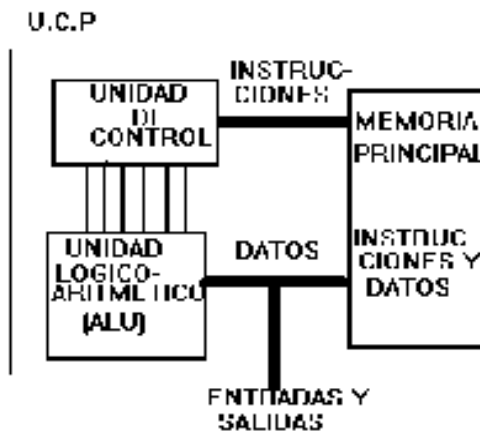 U.C.P
UNIDAD
DE
CONTROL
INSTRUC-
CIONES
MEMORIA
PRINCIPAL
INSTRUC
CIONES Y
DATOS
UNIDAD
LOGICO-
ARITMETICO
(ALU)
DATOS
ENTRADAS Y
SALIDAS